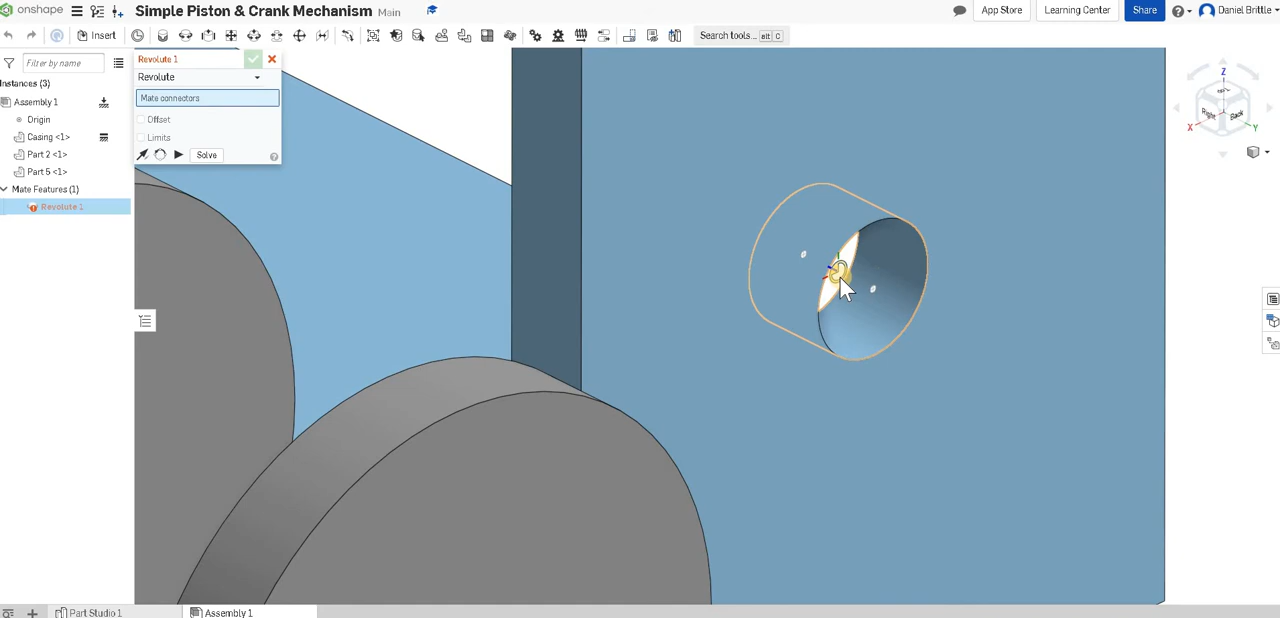 onshape Simple Piston & Crank Mechanism Main App Store Learning Center Share Daniel Brittle
Insert Search tools... alt C
Filter by name
Instances (3)
Assembly 1
Origin
Casing <1>
Part 2 <1>
Part 5 <1>
Mate Features (1)
Revolute 1
Revolute 1
Revolute
Mate connectors
Offset
Limits
Solve
Z
Right
Back
X
Y
Part Studio 1
Assembly 1